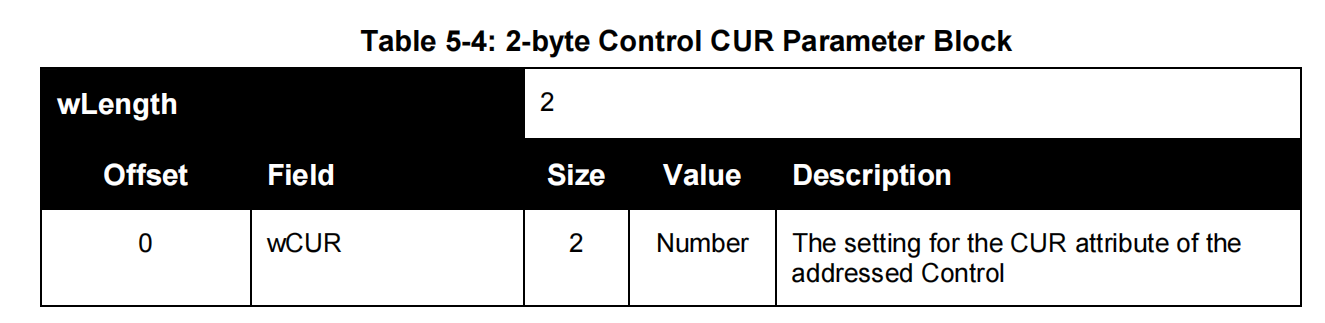 Table 5-4: 2-byte Control CUR Parameter Block
wLength 2
Offset Field Size Value Description
0 wCUR 2 Number The setting for the CUR attribute of the
addressed Control